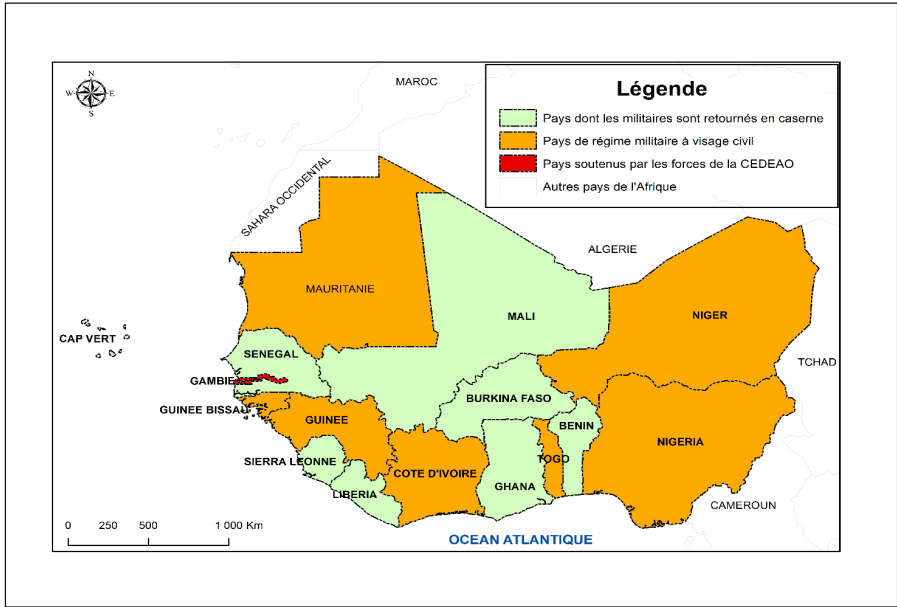 MAROC
N
W E
S
Légende
Pays dont les militaires sont retournés en caserne
Pays de régime militaire à visage civil
Pays soutenus par les forces de la CEDEAO
Autres pays de l'Afrique
SAHARA OCCIDENTAL
ALGERIE
MAURITANIE
MALI
NIGER
CAP VERT
SENEGAL
TCHAD
GAMBIE
BURKINA FASO
GUINEE BISSAU
GUINEE
BENIN
NIGERIA
SIERRA LEONNE
COTE D'IVOIRE
TOGO
GHANA
LIBERIA
CAMEROUN
0 250 500 1 000 Km
OCEAN ATLANTIQUE